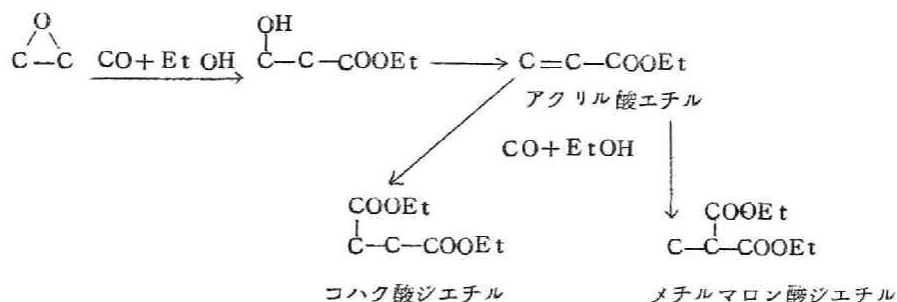 O
C—C CO+EtOH
OH
C—C—COOEt
C=C—COOEt
アクリル酸エチル
CO+EtOH
COOEt
C—C—COOEt
コハク酸ジエチル
COOEt
C—C—COOEt
メチルマロン酸ジエチル